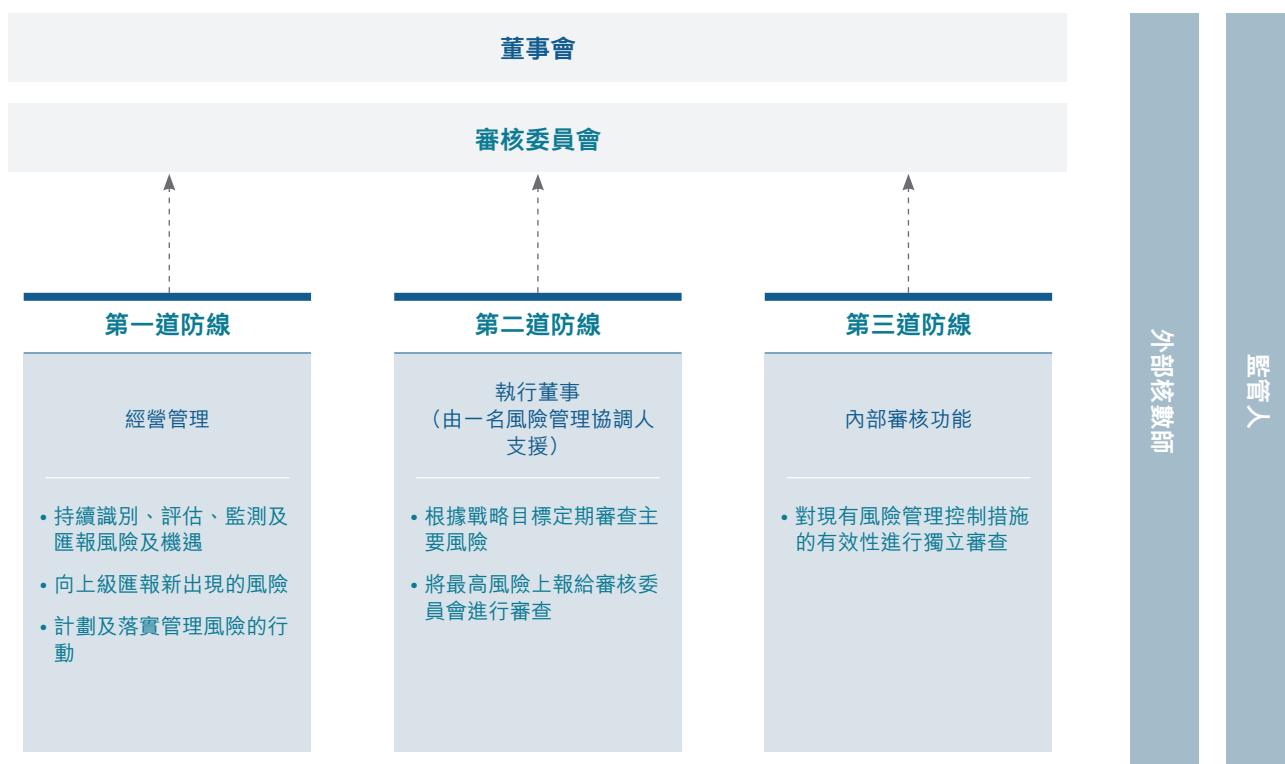 董事會
審核委員會
第一道防線
經營管理
• 持續識別、評估、監測及
匯報風險及機遇
• 向上級匯報新出現的風險
• 計劃及落實管理風險的行
動
第二道防線
執行董事
（由一名風險管理協調人
支援）
• 根據戰略目標定期審查主
要風險
• 將最高風險上報給審核委
員會進行審查
第三道防線
內部審核功能
• 對現有風險管理控制措施
的有效性進行獨立審查
外部核數師
監管人